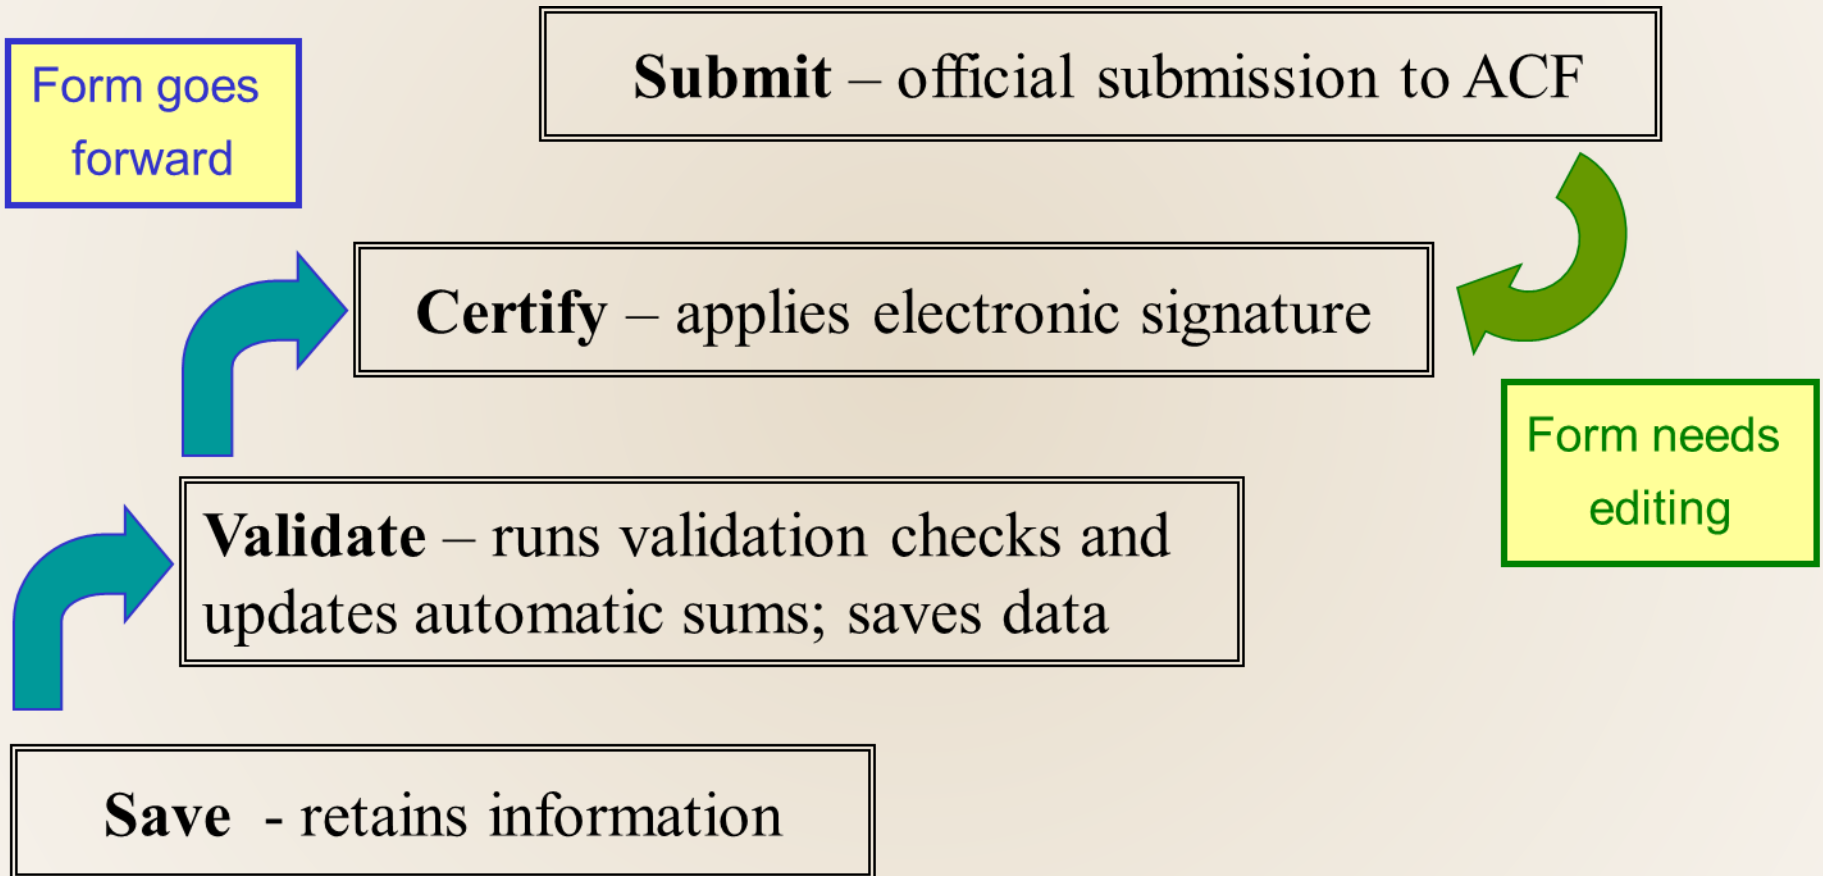 Form goes
forward
Submit – official submission to ACF
Certify – applies electronic signature
Form needs
editing
Validate – runs validation checks and
updates automatic sums; saves data
Save - retains information